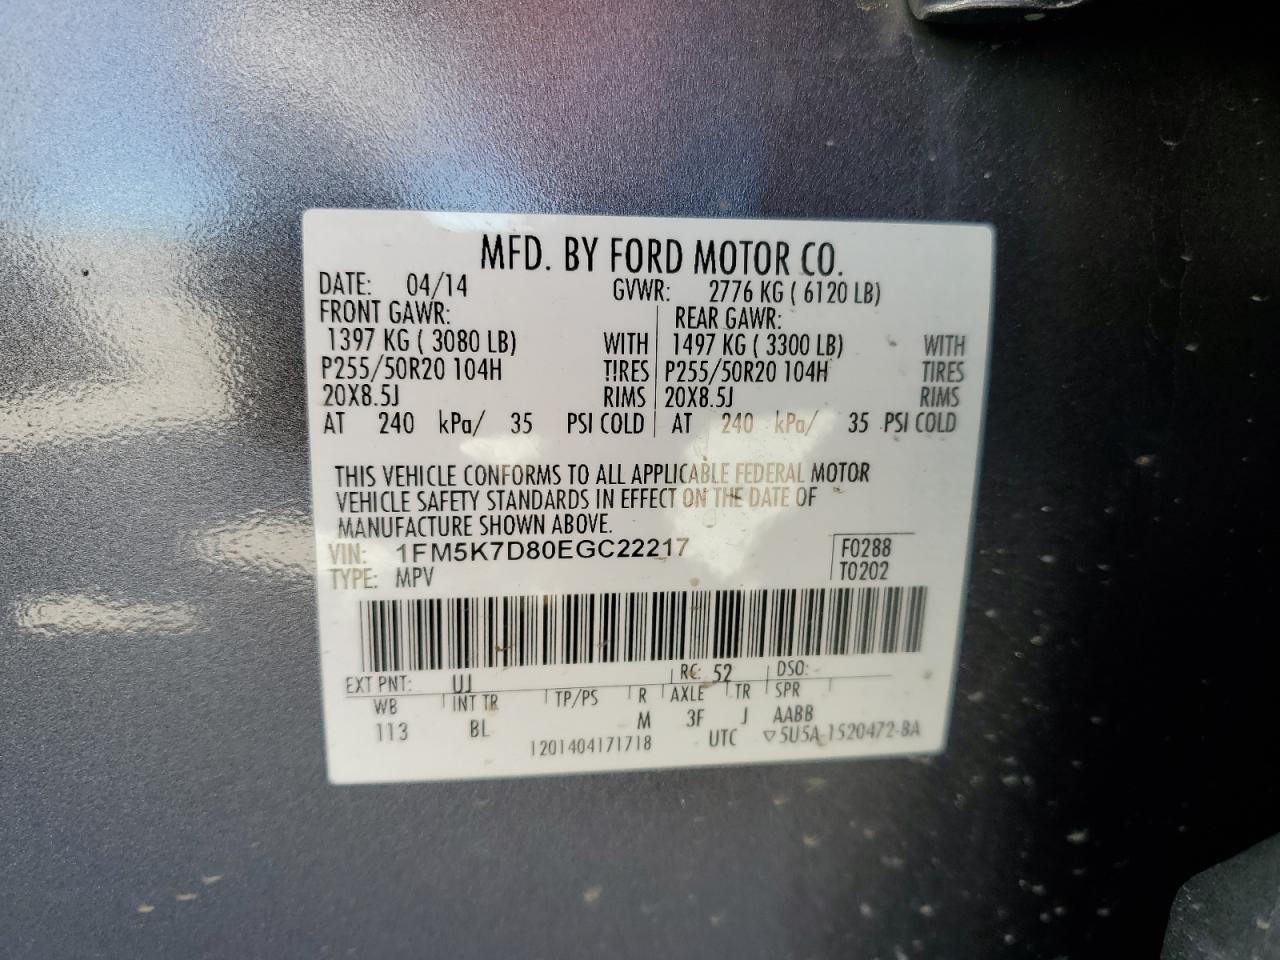 MFD. BY FORD MOTOR CO.
DATE: 04/14 GVWR: 2776 KG ( 6120 LB)
FRONT GAWR: REAR GAWR:
1397 KG ( 3080 LB) WITH 1497 KG ( 3300 LB) WITH
P255/50R20 104H TIRES P255/50R20 104H TIRES
20X8.5J RIMS 20X8.5J RIMS
AT 240 kPa/ 35 PSI COLD AT 240 kPa/ 35 PSI COLD
THIS VEHICLE CONFORMS TO ALL APPLICABLE FEDERAL MOTOR
VEHICLE SAFETY STANDARDS IN EFFECT ON THE DATE OF
MANUFACTURE SHOWN ABOVE.
VIN: 1FM5K7D80EGC22217 F0288
TYPE: MPV T0202
EXT PNT: UJ RC: 52 DSO:
WB INT TR TP/PS R AXLE TR SPR
113 BL M 3F J AABB
1201404171718 UTC ▽5U5A-1520472-BA